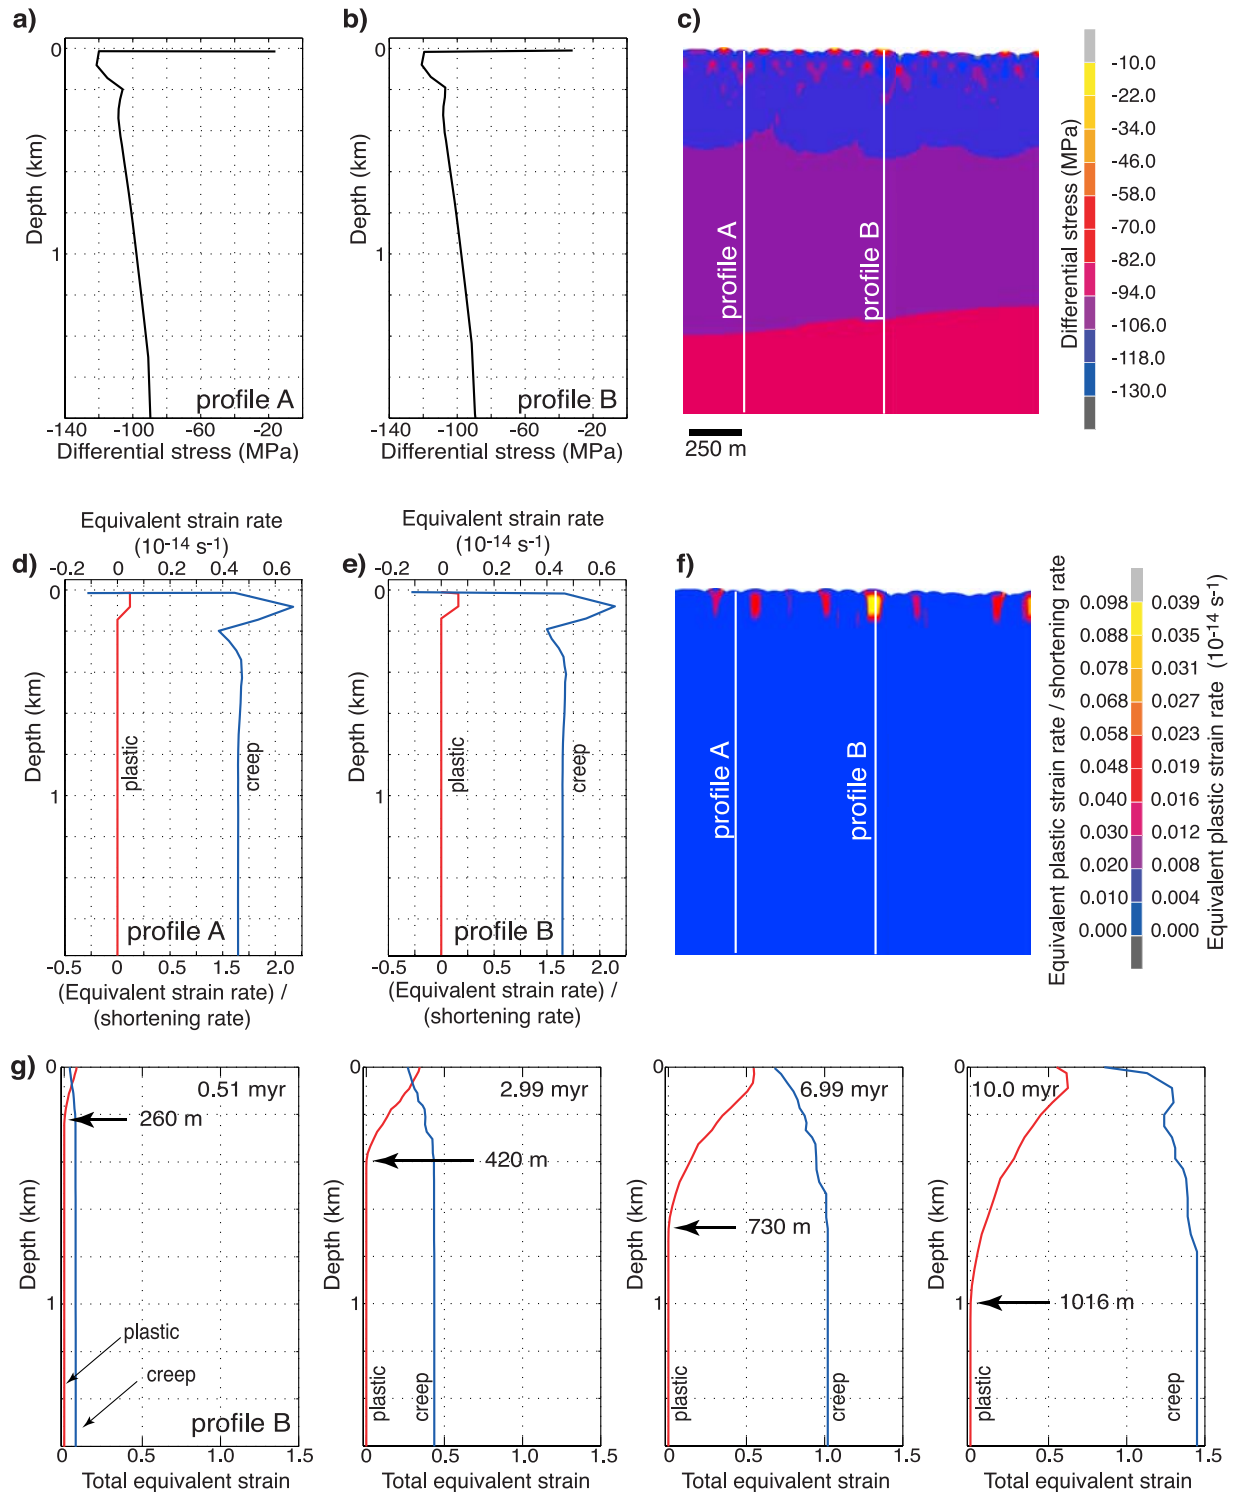 a)
0
1
Depth (km)
profile A
-140 -100 -60 -20
Differential stress (MPa)
b)
0
1
Depth (km)
profile B
-140 -100 -60 -20
Differential stress (MPa)
c)
profile A
profile B
250 m
Differential stress (MPa)
-10.0
-22.0
-34.0
-46.0
-58.0
-70.0
-82.0
-94.0
-106.0
-118.0
-130.0
d)
Equivalent strain rate
(10-14 s-1)
-0.2 0 0.2 0.4 0.6
0
1
Depth (km)
plastic
creep
profile A
-0.5 0 0.5 1.5 2.0
(Equivalent strain rate) /
(shortening rate)
e)
Equivalent strain rate
(10-14 s-1)
-0.2 0 0.2 0.4 0.6
0
1
Depth (km)
plastic
creep
profile B
-0.5 0 0.5 1.5 2.0
(Equivalent strain rate) /
(shortening rate)
f)
profile A
profile B
Equivalent plastic strain rate / shortening rate
0.098 0.039
0.088 0.035
0.078 0.031
0.068 0.027
0.058 0.023
0.048 0.019
0.040 0.016
0.030 0.012
0.020 0.008
0.010 0.004
0.000 0.000
Equivalent plastic strain rate (10-14 s-1)
g)
0
1
Depth (km)
0.51 myr
260 m
plastic
creep
profile B
0 0.5 1.0 1.5
Total equivalent strain
0
1
Depth (km)
2.99 myr
420 m
plastic
creep
0 0.5 1.0 1.5
Total equivalent strain
0
1
Depth (km)
6.99 myr
730 m
plastic
creep
0 0.5 1.0 1.5
Total equivalent strain
0
1
Depth (km)
10.0 myr
1016 m
plastic
creep
0 0.5 1.0 1.5
Total equivalent strain